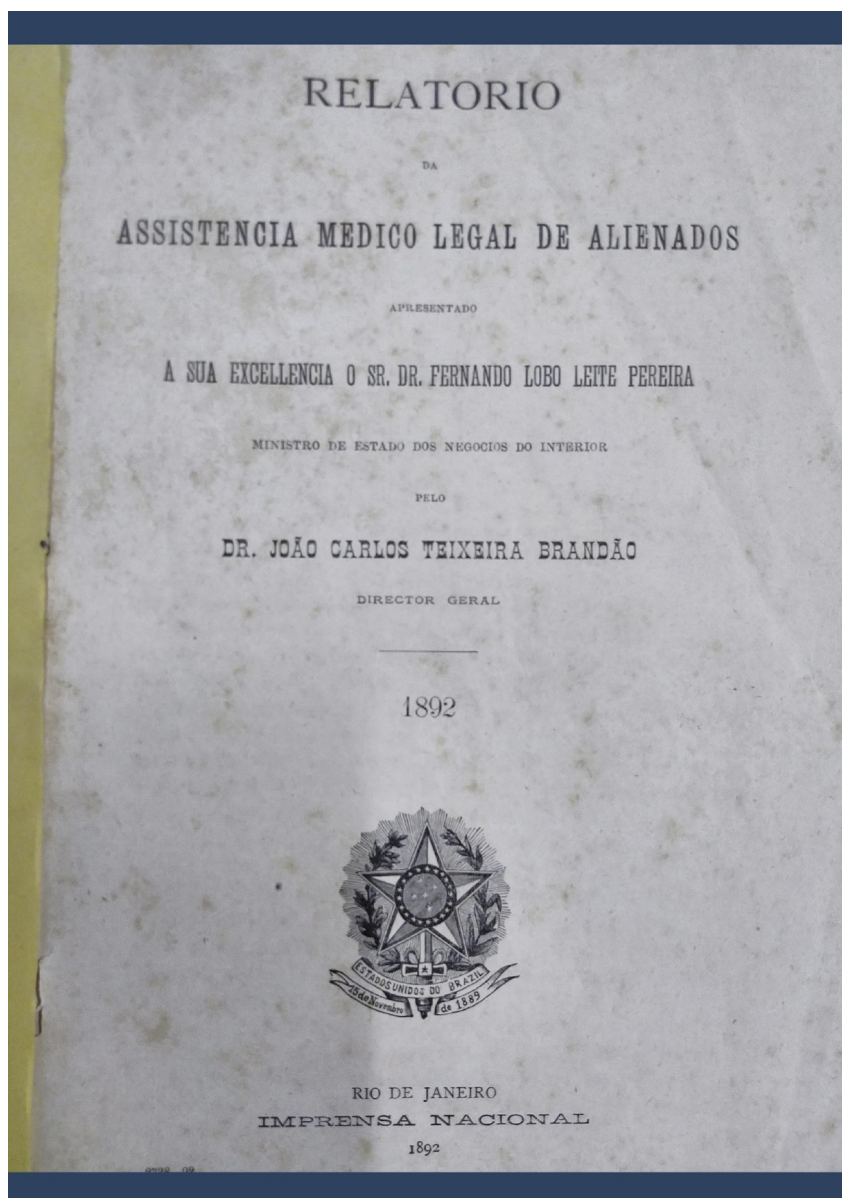 RELATORIO
DA
ASSISTENCIA MEDICO LEGAL DE ALIENADOS
APRESENTADO
A SUA EXCELLENCIA O SR. DR. FERNANDO LOBO LEITE PEREIRA
MINISTRO DE ESTADO DOS NEGOCIOS DO INTERIOR
PELO
DR. JOÃO CARLOS TEIXEIRA BRANDÃO
DIRECTOR GERAL
1892
ESTADOS UNIDOS DO BRAZIL
15 de Novembro de 1889
RIO DE JANEIRO
IMPRENSA NACIONAL
1892